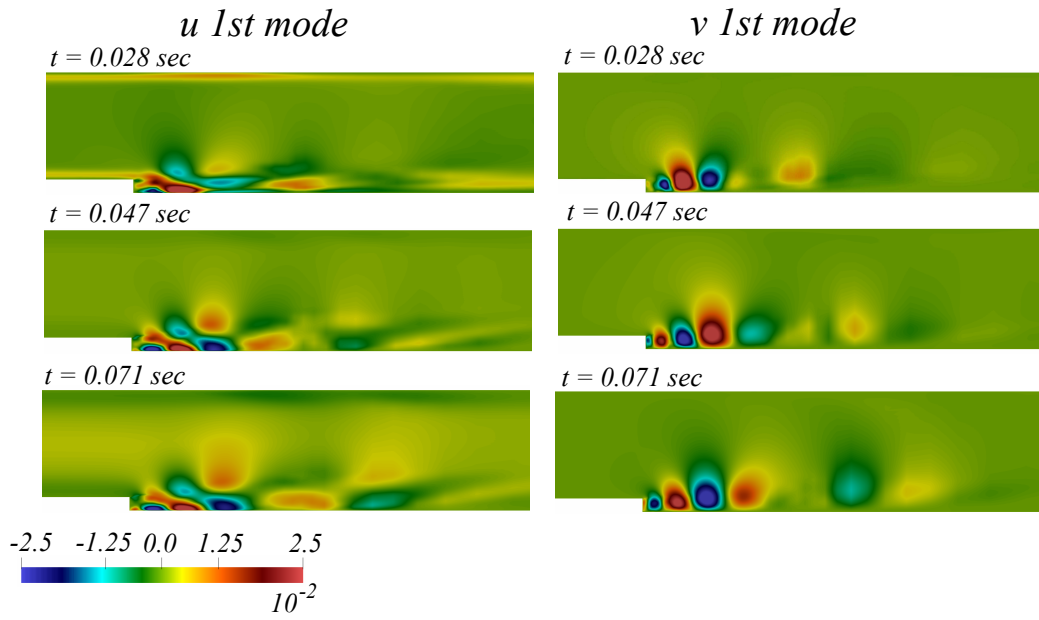 u 1st mode
v 1st mode
t = 0.028 sec
t = 0.028 sec
t = 0.047 sec
t = 0.047 sec
t = 0.071 sec
t = 0.071 sec
-2.5 -1.25 0.0 1.25 2.5
10^-2